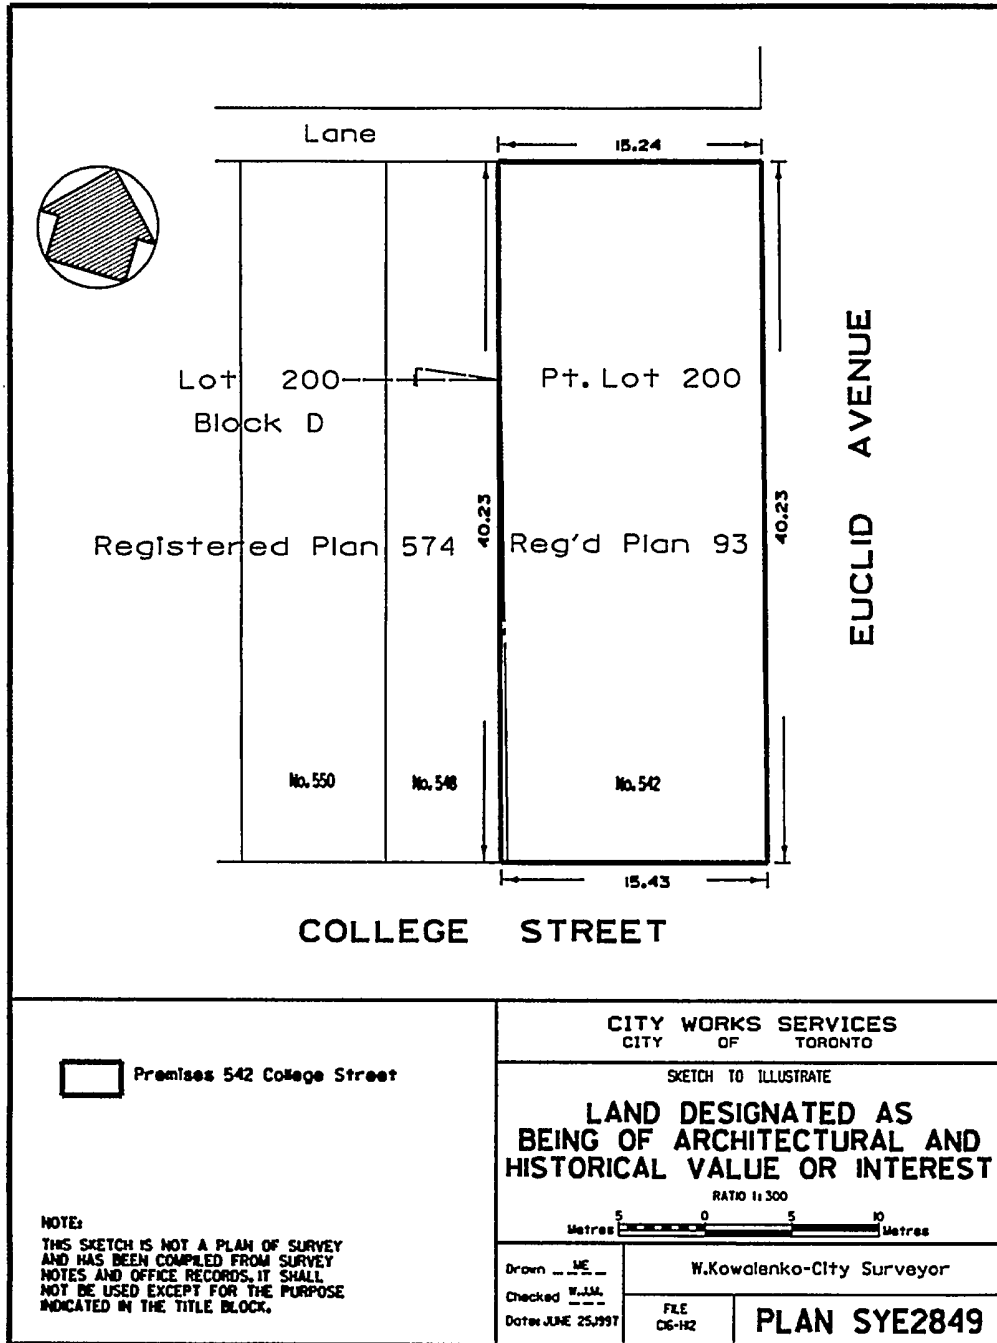 Lane
15.24
Lot 200
Pt. Lot 200
Block D
EUCLID AVENUE
40.23
40.23
Registered Plan 574
Reg'd Plan 93
No. 550
No. 548
No. 542
15.43
COLLEGE STREET
Premises 542 College Street
NOTE:
THIS SKETCH IS NOT A PLAN OF SURVEY
AND HAS BEEN COMPILED FROM SURVEY
NOTES AND OFFICE RECORDS. IT SHALL
NOT BE USED EXCEPT FOR THE PURPOSE
INDICATED IN THE TITLE BLOCK.
CITY WORKS SERVICES
CITY OF TORONTO
SKETCH TO ILLUSTRATE
LAND DESIGNATED AS
BEING OF ARCHITECTURAL AND
HISTORICAL VALUE OR INTEREST
RATIO 1:300
Metres 5 0 5 10 Metres
Drawn ME
Checked W.J.M.
Date: JUNE 25,1997
W.Kowalenko-City Surveyor
FILE
C16-H2
PLAN SYE2849